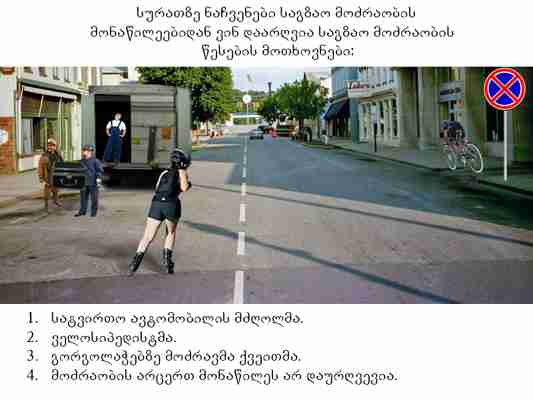 სურათზე ნაჩვენები საგზაო მოძრაობის
მონაწილეებიდან ვინ დაარღვია საგზაო მოძრაობის
წესების მოთხოვნები:
1. საგვირთო ავტომობილის მძღოლმა.
2. ველოსიპედისტმა.
3. გორგოლაჭებზე მოძრავმა ქვეითმა.
4. მოძრაობის არცერთ მონაწილეს არ დაურღვევია.